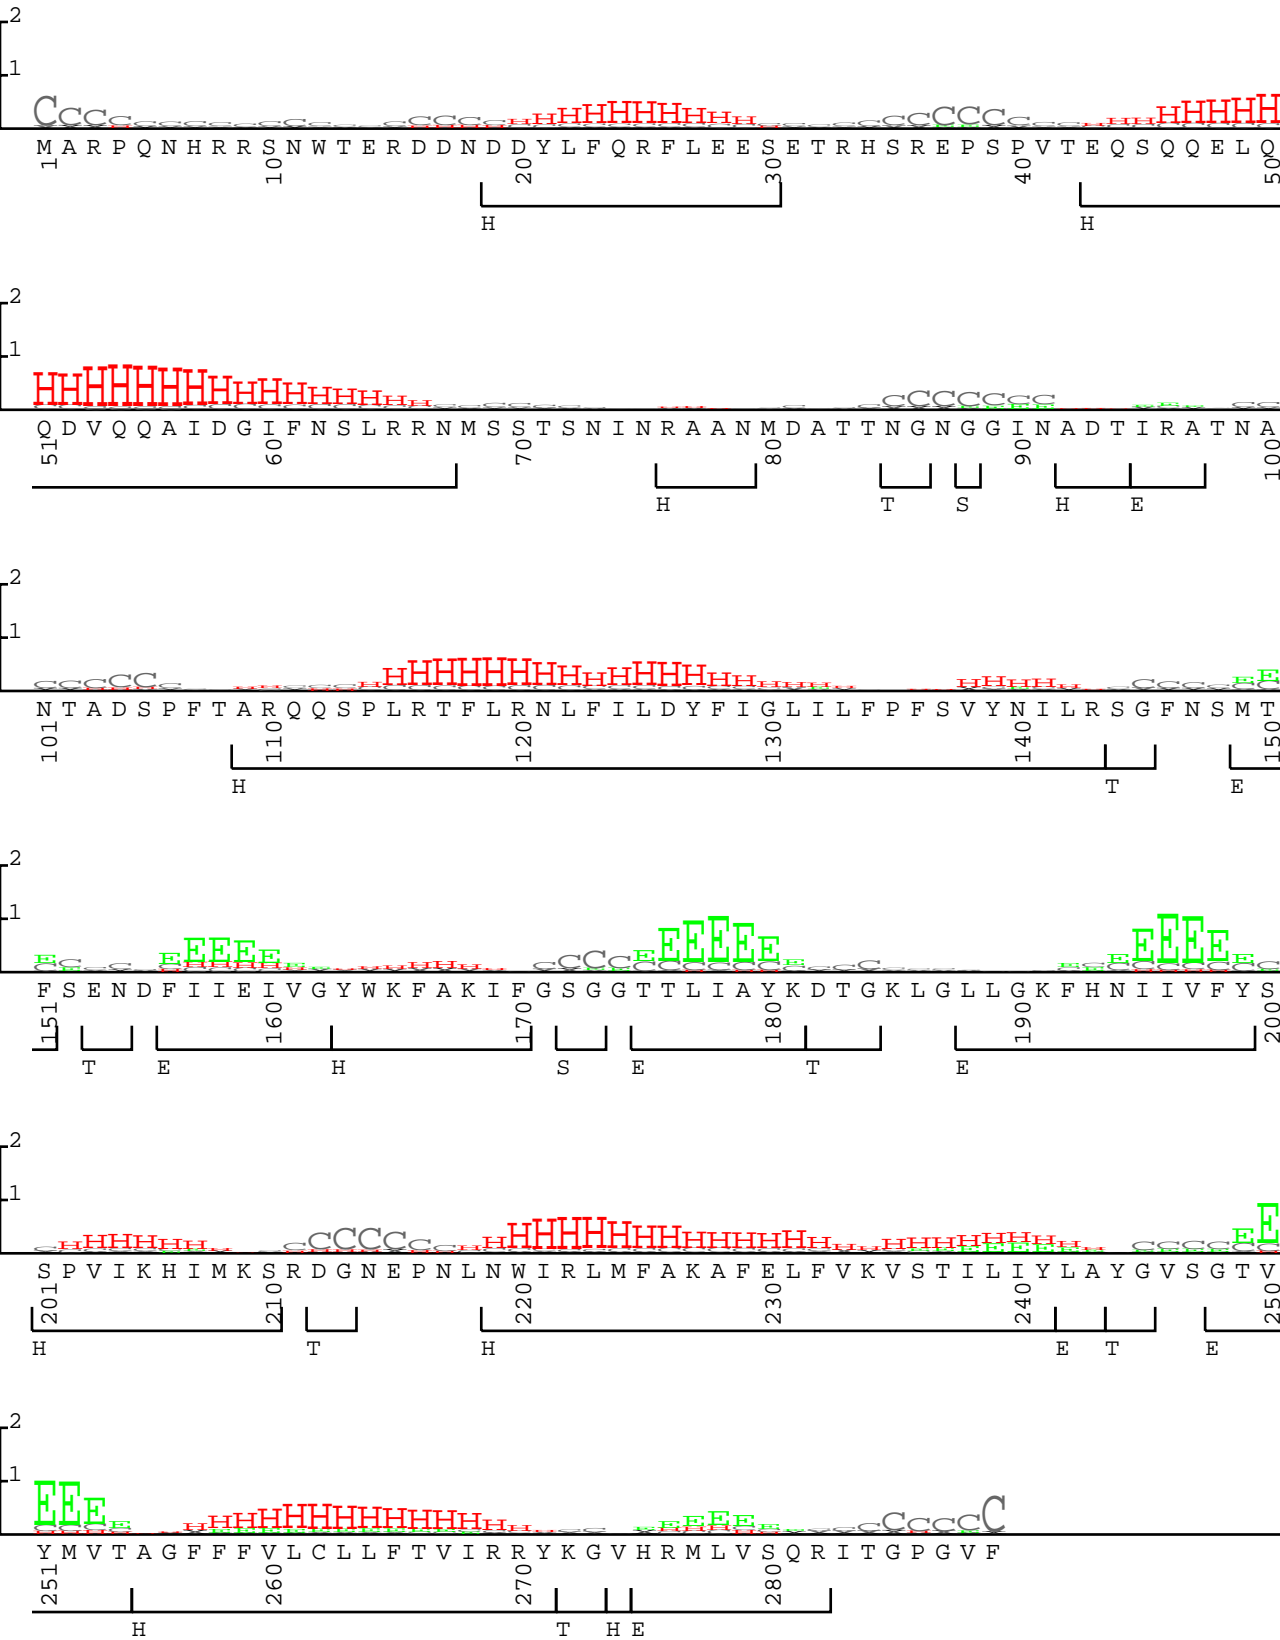 2
1
M A R P Q N H R R S N W T E R D D N D D Y L F Q R F L E E S E T R H S R E P S P V T E Q S Q Q E L Q
1 10 20 30 40 50
H H
2
1
Q D V Q Q A I D G I F N S L R R N M S S T S N I N R A A N M D A T T N G N G G I N A D T I R A T N A
51 60 70 80 90 100
H T S H E
2
1
N T A D S P F T A R Q Q S P L R T F L R N L F I L D Y F I G L I L F P F S V Y N I L R S G F N S M T
101 110 120 130 140 150
H T E
2
1
F S E N D F I I E I V G Y W K F A K I F G S G G T T L I A Y K D T G K L G L L G K F H N I I V F Y S
151 160 170 180 190 200
T E H S E T E
2
1
S P V I K H I M K S R D G N E P N L N W I R L M F A K A F E L F V K V S T I L I Y L A Y G V S G T V
201 210 220 230 240 250
H T H E T E
2
1
Y M V T A G F F F V L C L L F T V I R R Y K G V H R M L V S Q R I T G P G V F
251 260 270 280
H T H E